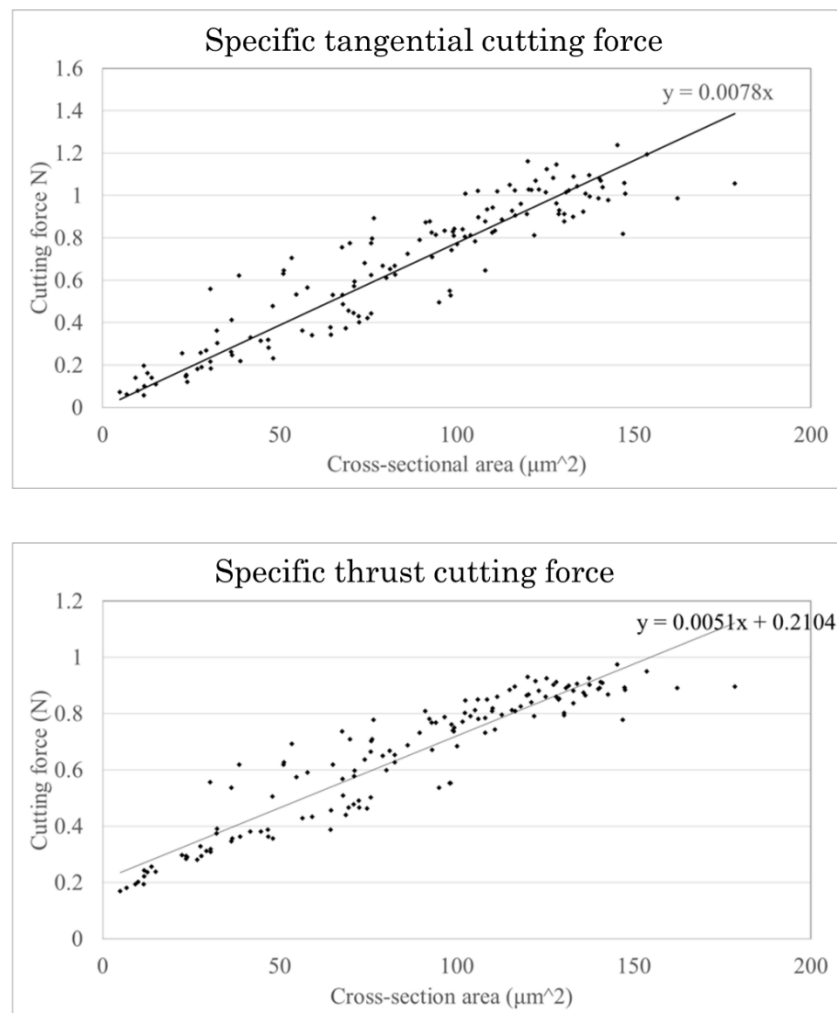 Specific tangential cutting force
1.6
y = 0.0078x
1.4
1.2
1
0.8
0.6
0.4
0.2
0
Cutting force N)
0 50 100 150 200
Cross-sectional area (μm^2)
Specific thrust cutting force
1.2
y = 0.0051x + 0.2104
1
0.8
0.6
0.4
0.2
0
Cutting force (N)
0 50 100 150 200
Cross-section area (μm^2)